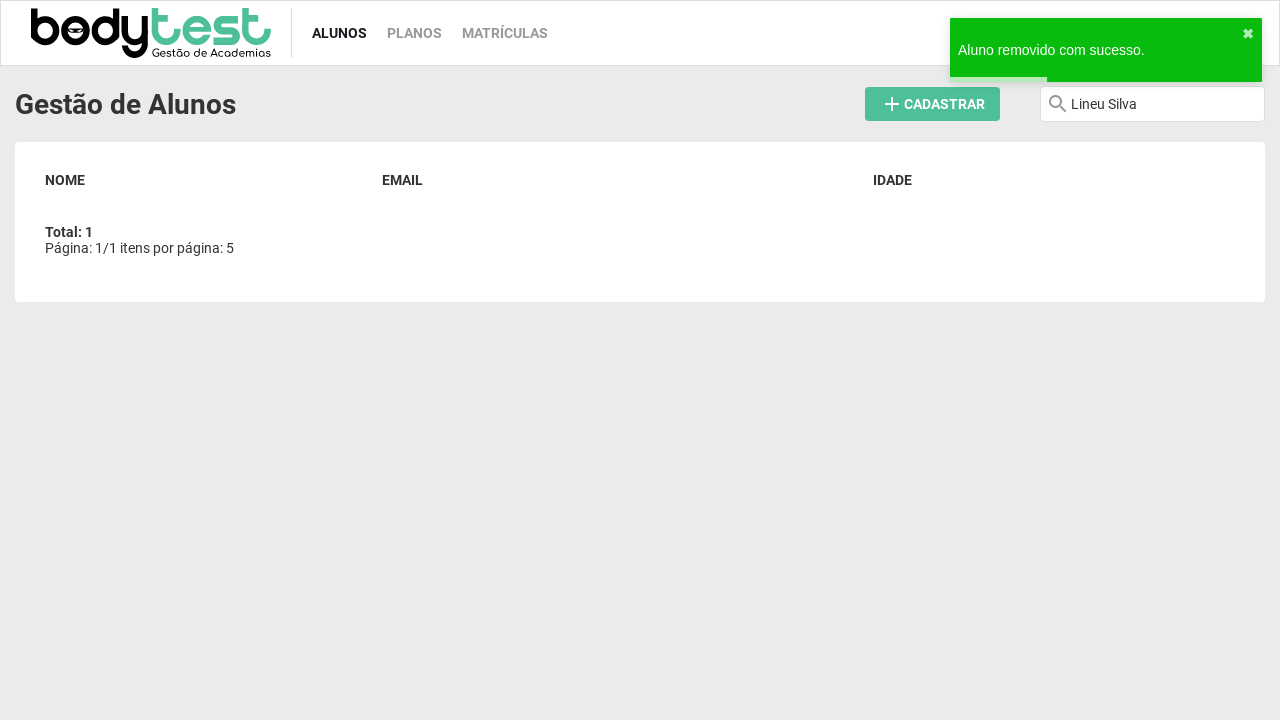 bodytest
Gestão de Academias
ALUNOS PLANOS MATRÍCULAS
Aluno removido com sucesso. ✖
Gestão de Alunos
CADASTRAR
Lineu Silva
NOME EMAIL IDADE
Total: 1
Página: 1/1 itens por página: 5